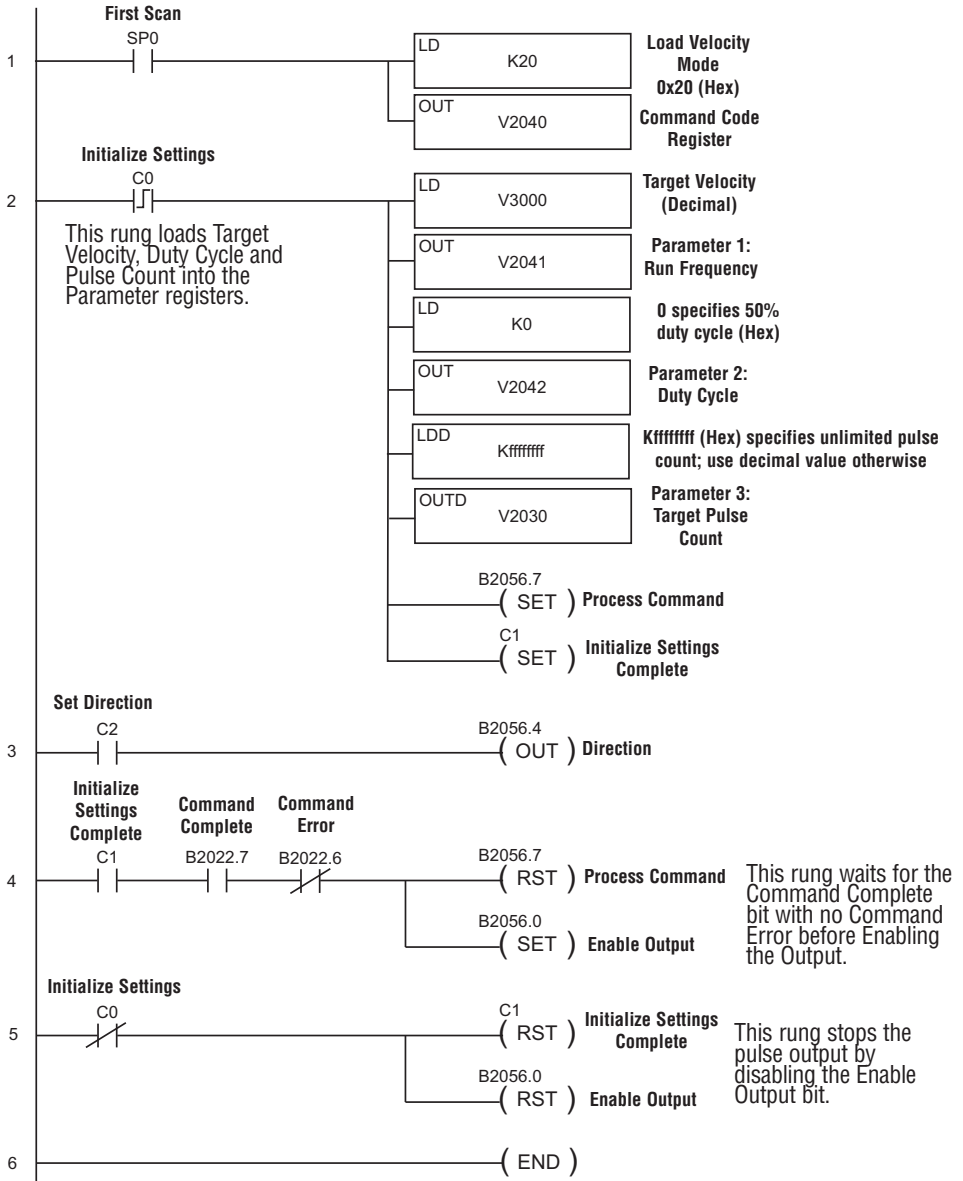 First Scan
SP0
1
LD
K20
Load Velocity
Mode
0x20 (Hex)
OUT
V2040
Command Code
Register
Initialize Settings
C0
2
This rung loads Target
Velocity, Duty Cycle and
Pulse Count into the
Parameter registers.
LD
V3000
Target Velocity
(Decimal)
OUT
V2041
Parameter 1:
Run Frequency
LD
K0
0 specifies 50%
duty cycle (Hex)
OUT
V2042
Parameter 2:
Duty Cycle
LDD
Kffffffff
Kffffffff (Hex) specifies unlimited pulse
count; use decimal value otherwise
OUTD
V2030
Parameter 3:
Target Pulse
Count
B2056.7
( SET ) Process Command
C1
( SET )
Initialize Settings
Complete
Set Direction
C2
3
B2056.4
( OUT ) Direction
Initialize
Settings
Complete
C1
Command
Complete
B2022.7
Command
Error
B2022.6
4
B2056.7
( RST ) Process Command
B2056.0
( SET ) Enable Output
This rung waits for the
Command Complete
bit with no Command
Error before Enabling
the Output.
Initialize Settings
C0
5
C1
( RST )
Initialize Settings
Complete
B2056.0
( RST ) Enable Output
This rung stops the
pulse output by
disabling the Enable
Output bit.
6
( END )